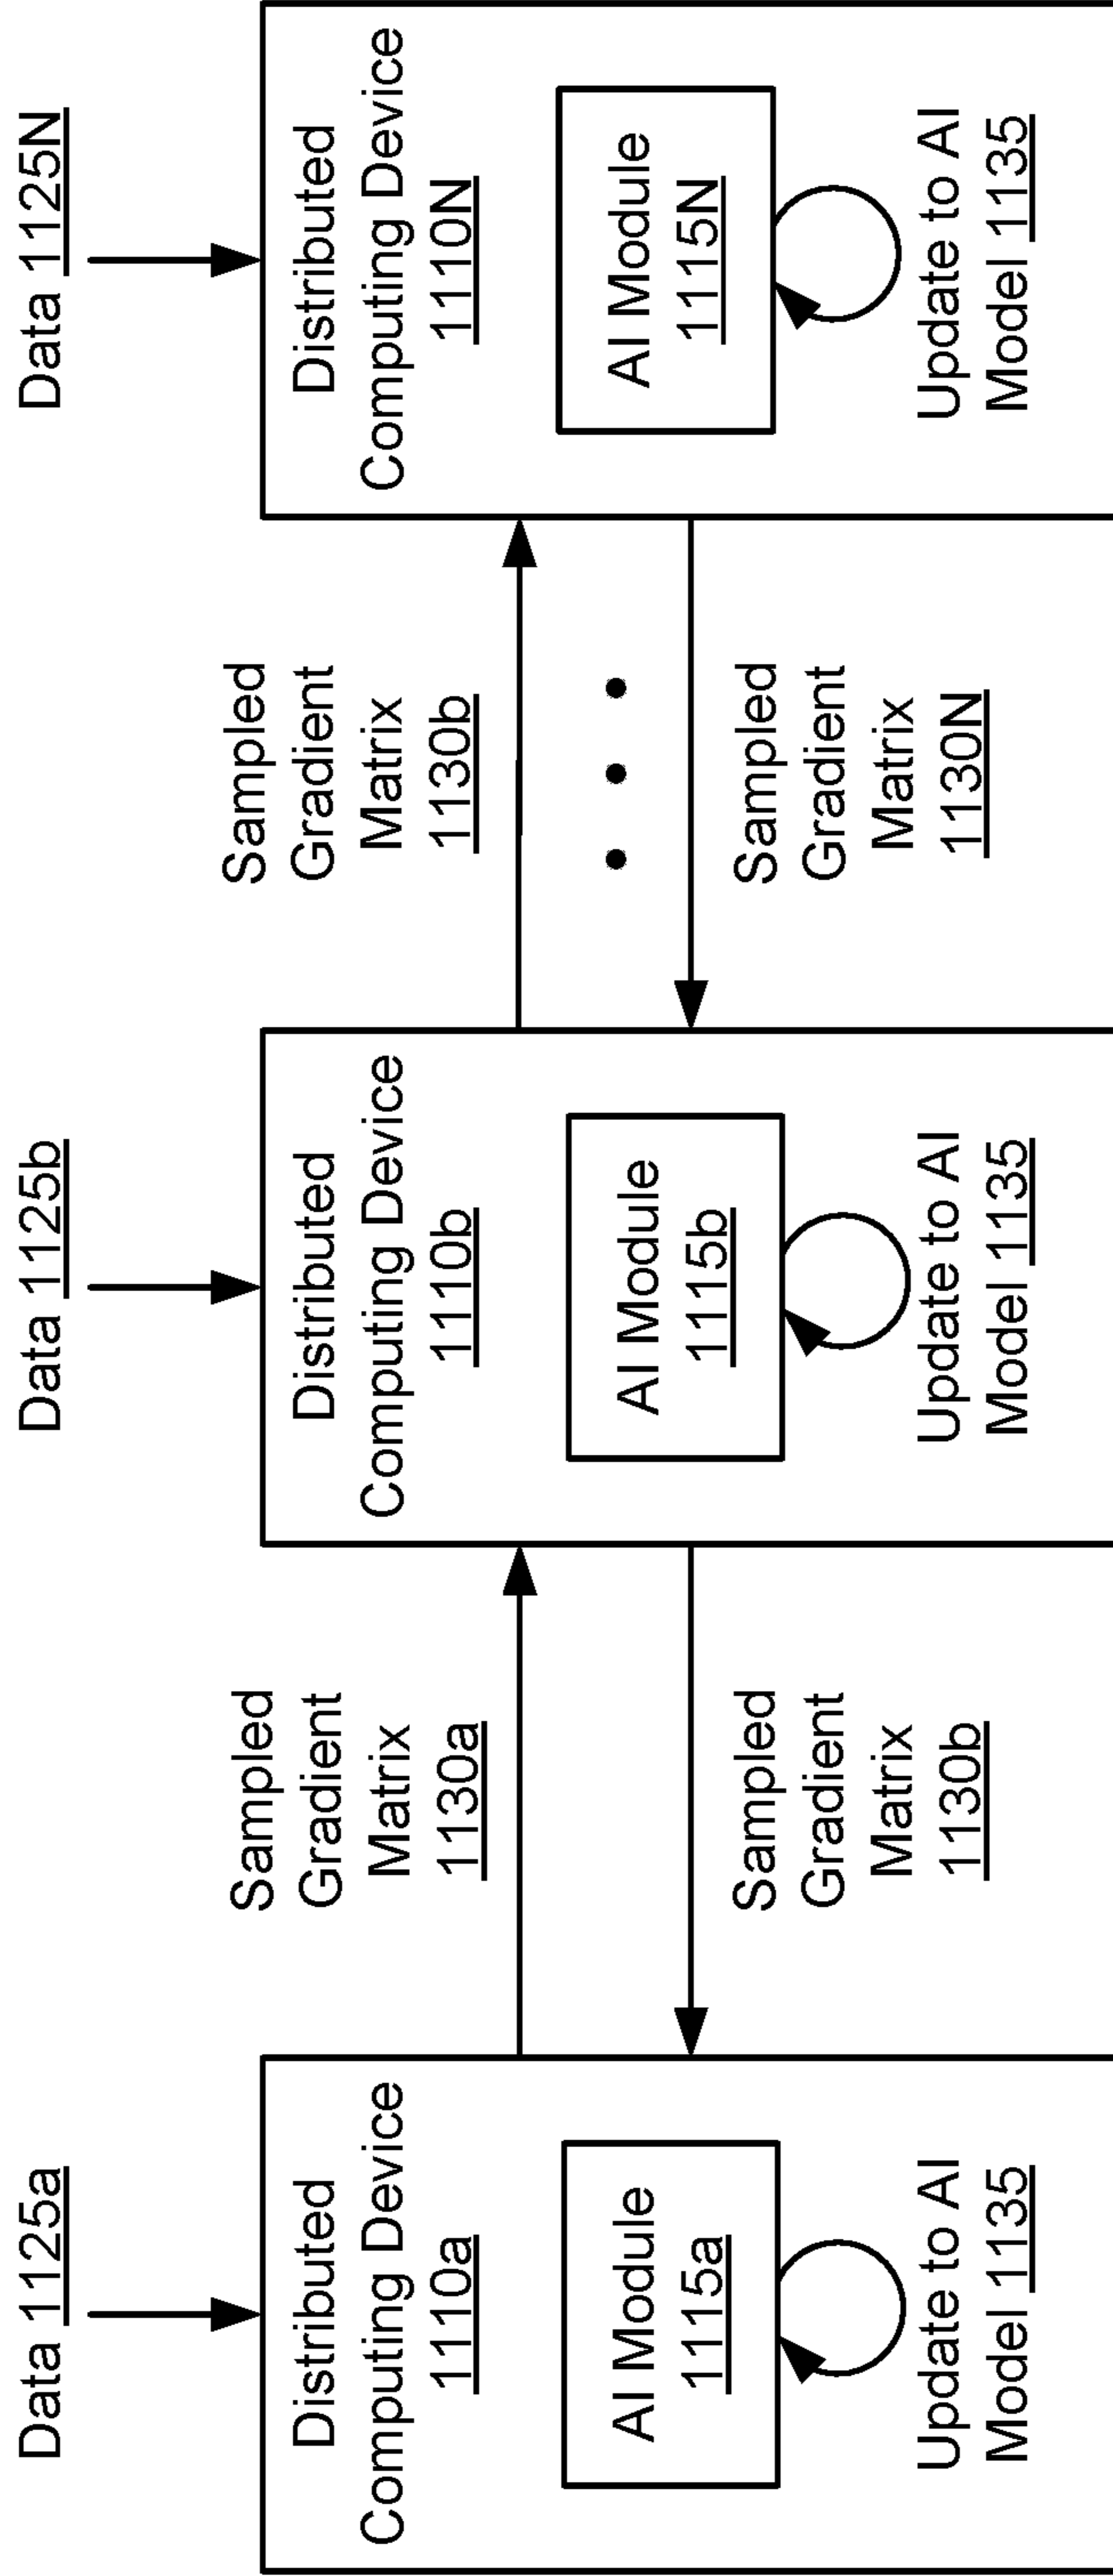 Data 1125a
Distributed
Computing Device
1110a
AI Module
1115a
Update to AI
Model 1135
Sampled
Gradient
Matrix
1130a
Sampled
Gradient
Matrix
1130b
Data 1125b
Distributed
Computing Device
1110b
AI Module
1115b
Update to AI
Model 1135
Sampled
Gradient
Matrix
1130b
Sampled
Gradient
Matrix
1130N
Data 1125N
Distributed
Computing Device
1110N
AI Module
1115N
Update to AI
Model 1135